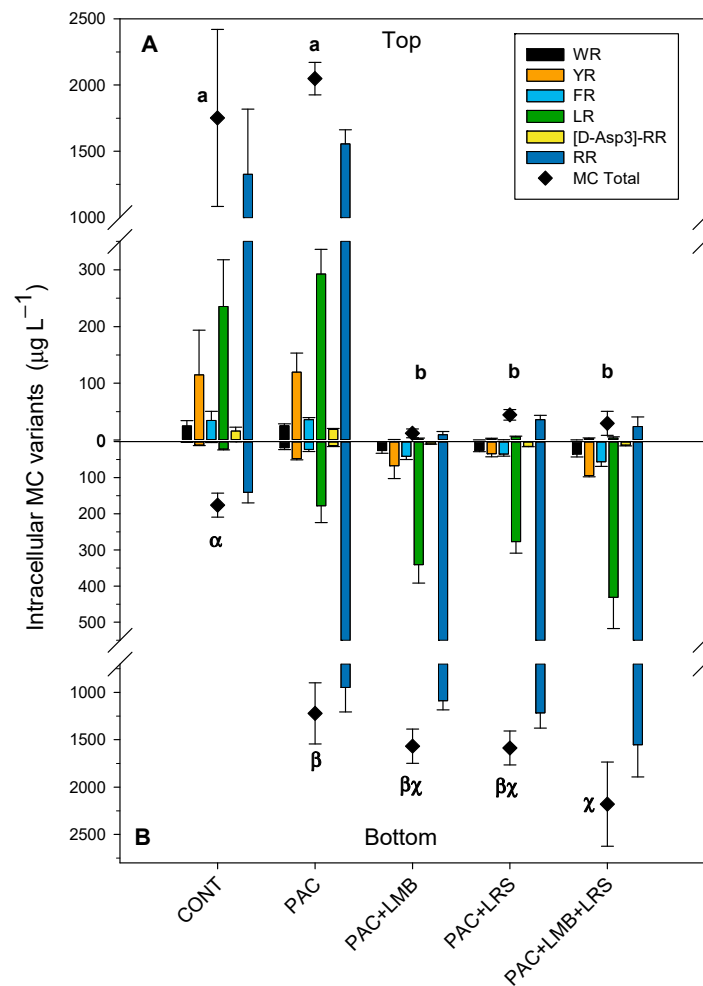 2500
2000
1500
1000
300
200
100
0
100
200
300
400
500
1000
1500
2000
2500
Intracellular MC variants (µg L−1)
A
Top
WR
YR
FR
LR
[D-Asp3]-RR
RR
MC Total
a
a
b
b
b
α
β
βχ
βχ
χ
B
Bottom
CONT
PAC
PAC+LMB
PAC+LRS
PAC+LMB+LRS